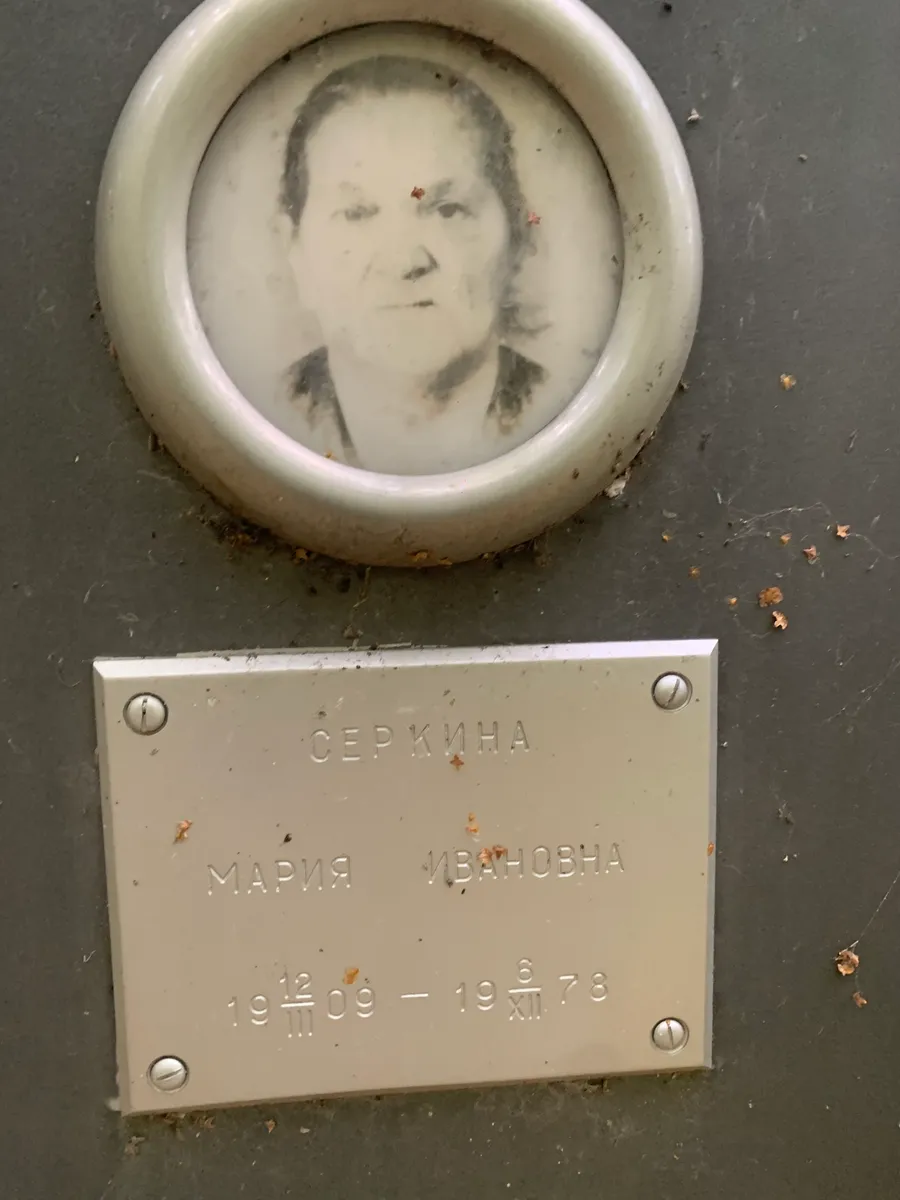 СЕРКИНА
МАРИЯ ИВАНОВНА
19 12/III 09 — 19 6/XII 78